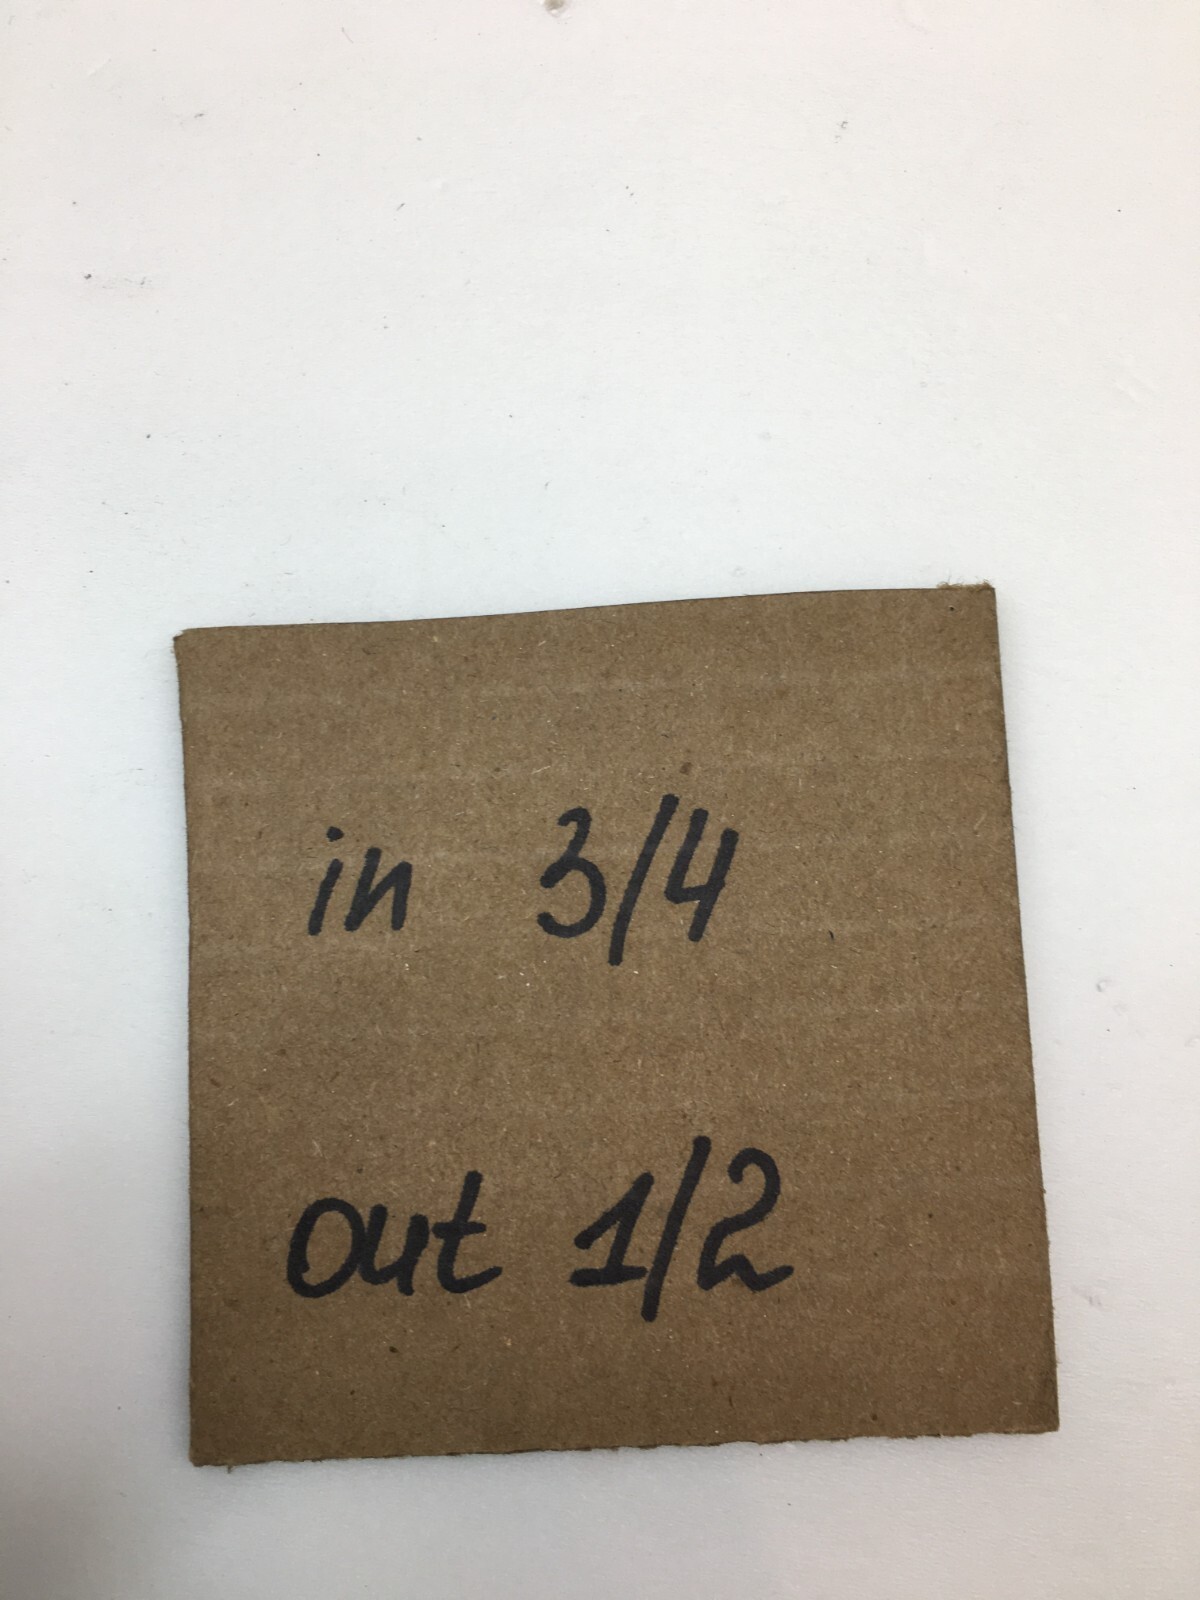 in 3/4
out 1/2